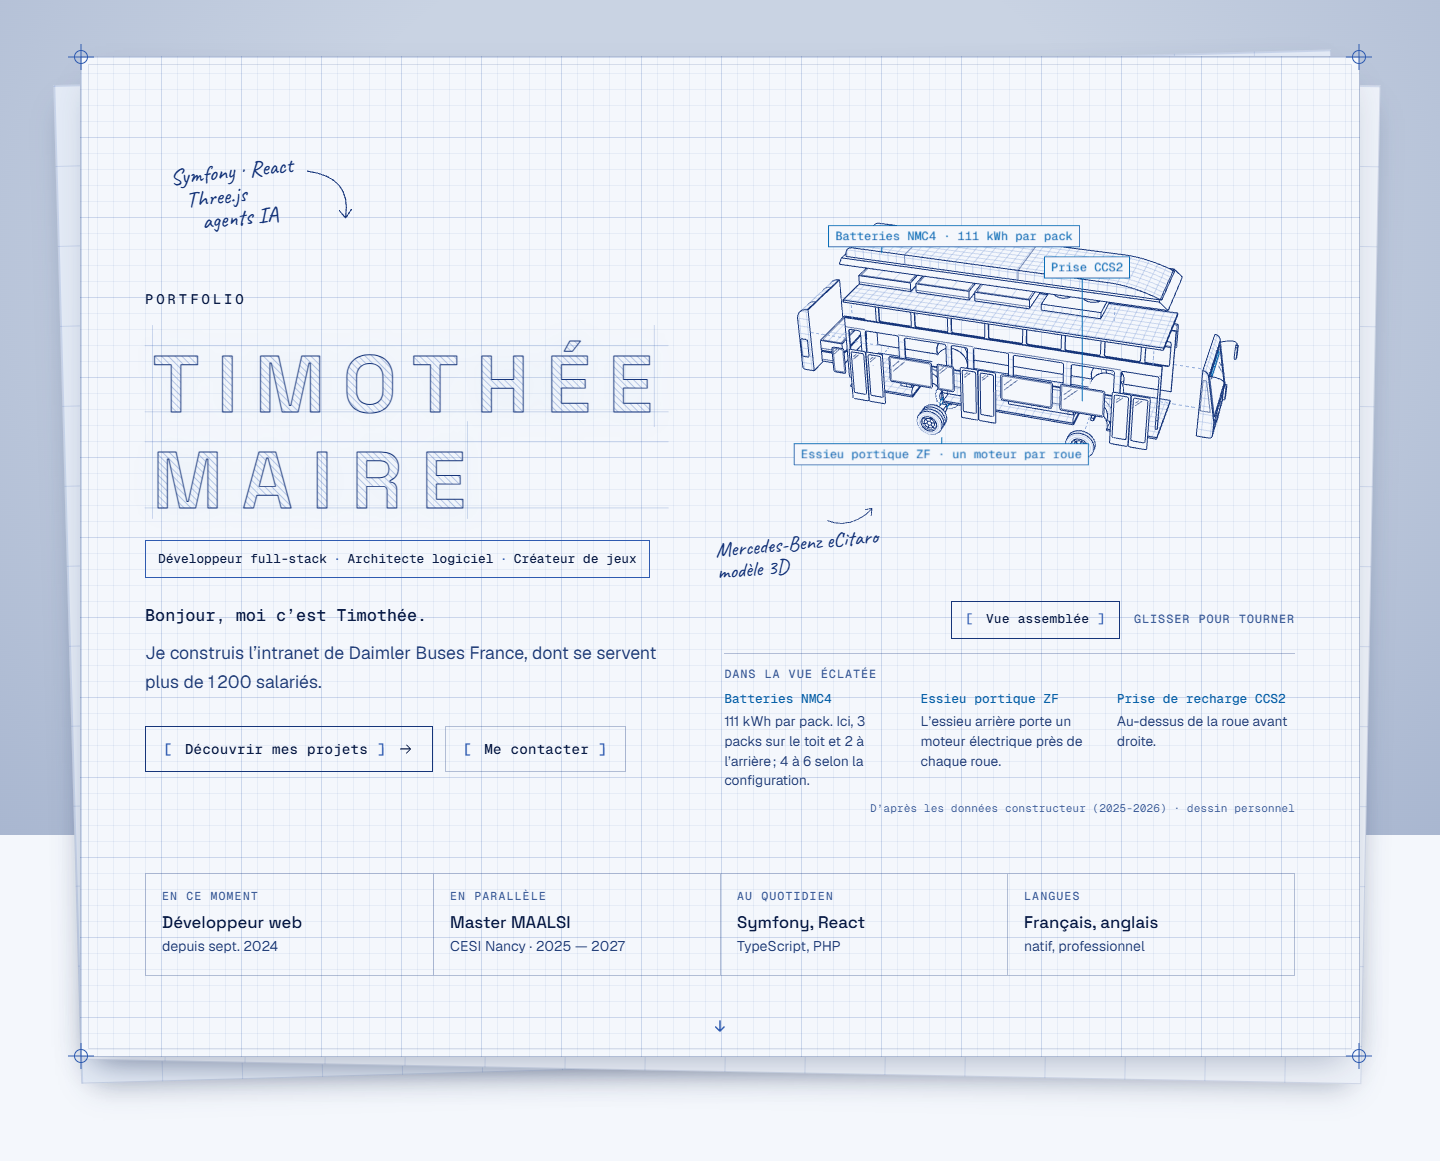 Symfony · React
Three.js
agents IA
PORTFOLIO
TIMOTHÉE
MAIRE
Développeur full-stack · Architecte logiciel · Créateur de jeux
Bonjour, moi c’est Timothée.
Je construis l’intranet de Daimler Buses France, dont se servent
plus de 1 200 salariés.
[ Découvrir mes projets ] →
[ Me contacter ]
Batteries NMC4 · 111 kWh par pack
Prise CCS2
Essieu portique ZF · un moteur par roue
Mercedes-Benz eCitaro
modèle 3D
[ Vue assemblée ]
GLISSER POUR TOURNER
DANS LA VUE ÉCLATÉE
Batteries NMC4
111 kWh par pack. Ici, 3
packs sur le toit et 2 à
l’arrière ; 4 à 6 selon la
configuration.
Essieu portique ZF
L’essieu arrière porte un
moteur électrique près de
chaque roue.
Prise de recharge CCS2
Au-dessus de la roue avant
droite.
D’après les données constructeur (2025-2026) · dessin personnel
EN CE MOMENT
Développeur web
depuis sept. 2024
EN PARALLÈLE
Master MAALSI
CESI Nancy · 2025 — 2027
AU QUOTIDIEN
Symfony, React
TypeScript, PHP
LANGUES
Français, anglais
natif, professionnel
↓